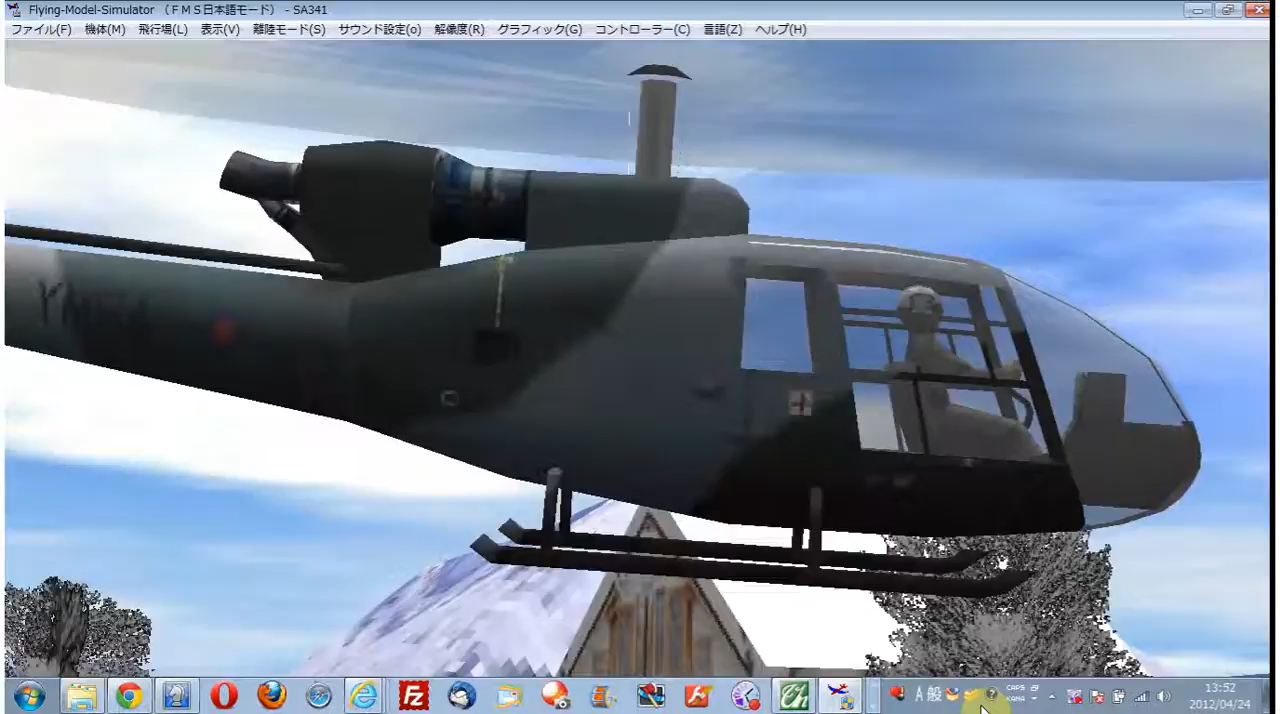 Flying-Model-Simulator （ＦＭＳ日本語モード） - SA341
ファイル(F) 機体(M) 飛行場(L) 表示(V) 離陸モード(S) サウンド設定(o) 解像度(R) グラフィック(G) コントローラー(C) 言語(Z) ヘルプ(H)
A 般
CAPS
KANA
13:52
2012/04/24